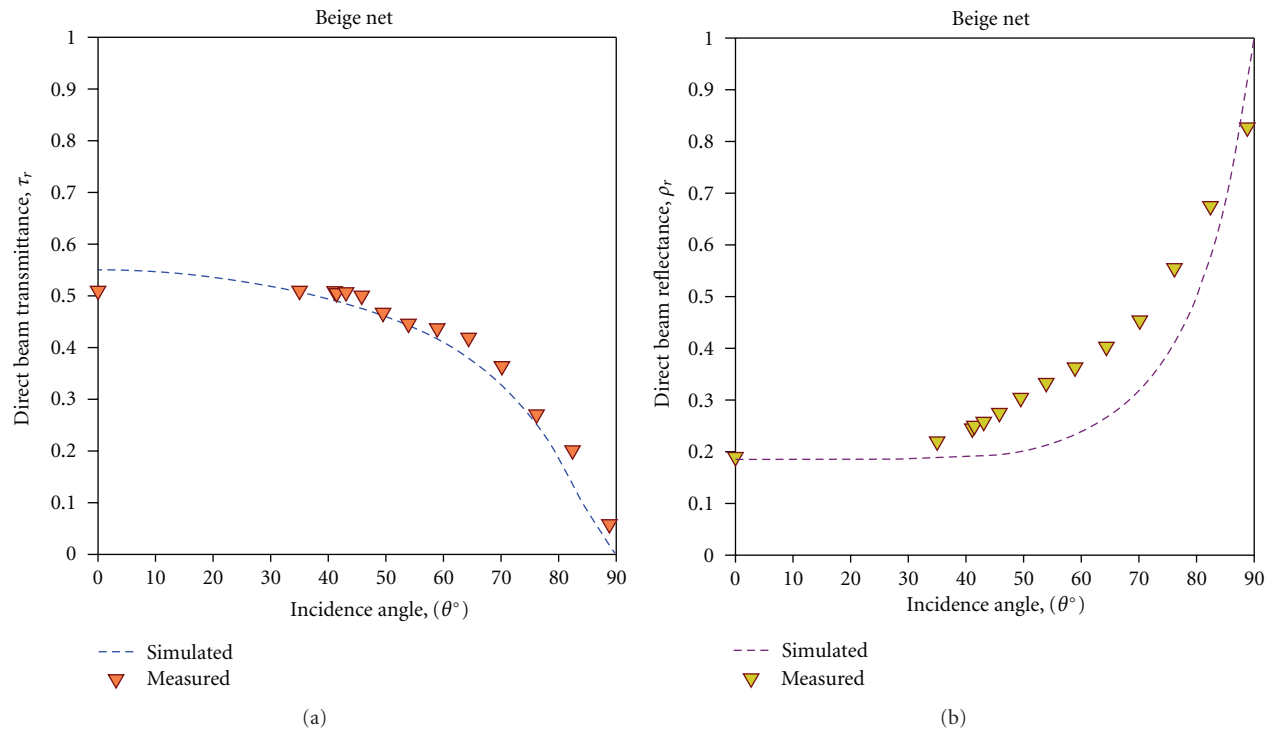 Beige net
1
0.9
0.8
0.7
0.6
0.5
0.4
0.3
0.2
0.1
0
Direct beam transmittance, τr
0 10 20 30 40 50 60 70 80 90
Incidence angle, (θ°)
Simulated
Measured
(a)
Beige net
1
0.9
0.8
0.7
0.6
0.5
0.4
0.3
0.2
0.1
0
Direct beam reflectance, ρr
0 10 20 30 40 50 60 70 80 90
Incidence angle, (θ°)
Simulated
Measured
(b)